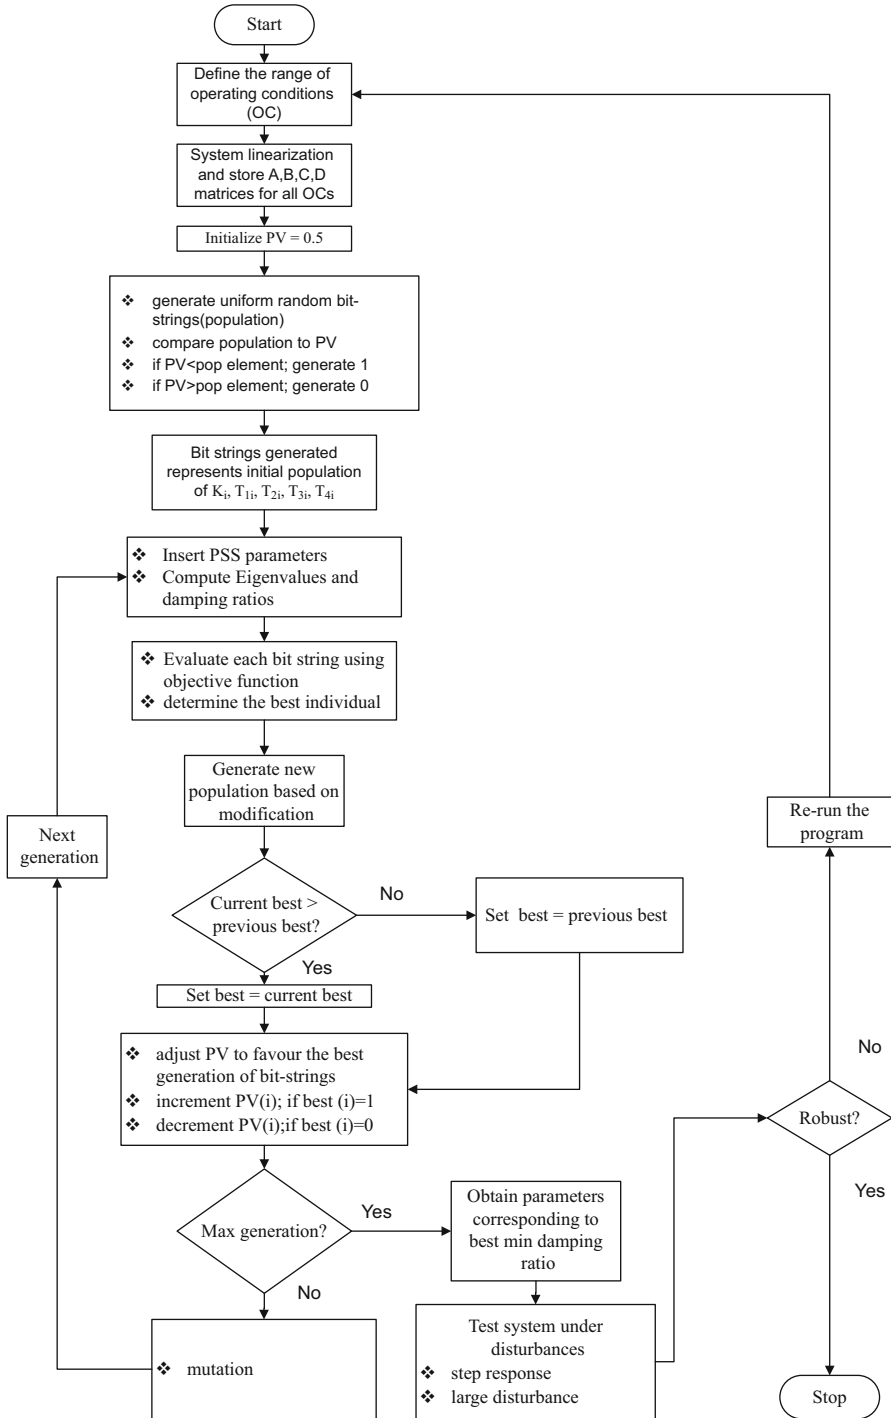 Start
Define the range of
operating conditions
(OC)
System linearization
and store A,B,C,D
matrices for all OCs
Initialize PV = 0.5
❖ generate uniform random bit-
strings(population)
❖ compare population to PV
❖ if PV<pop element; generate 1
❖ if PV>pop element; generate 0
Bit strings generated
represents initial population
of Ki, T1i, T2i, T3i, T4i
❖ Insert PSS parameters
❖ Compute Eigenvalues and
damping ratios
❖ Evaluate each bit string using
objective function
❖ determine the best individual
Generate new
population based on
modification
Next
generation
Re-run the
program
Current best >
previous best?
No
Set best = previous best
Yes
Set best = current best
❖ adjust PV to favour the best
generation of bit-strings
❖ increment PV(i); if best (i)=1
❖ decrement PV(i);if best (i)=0
No
Robust?
Yes
Max generation?
Yes
Obtain parameters
corresponding to
best min damping
ratio
No
❖ mutation
Test system under
disturbances
❖ step response
❖ large disturbance
Stop